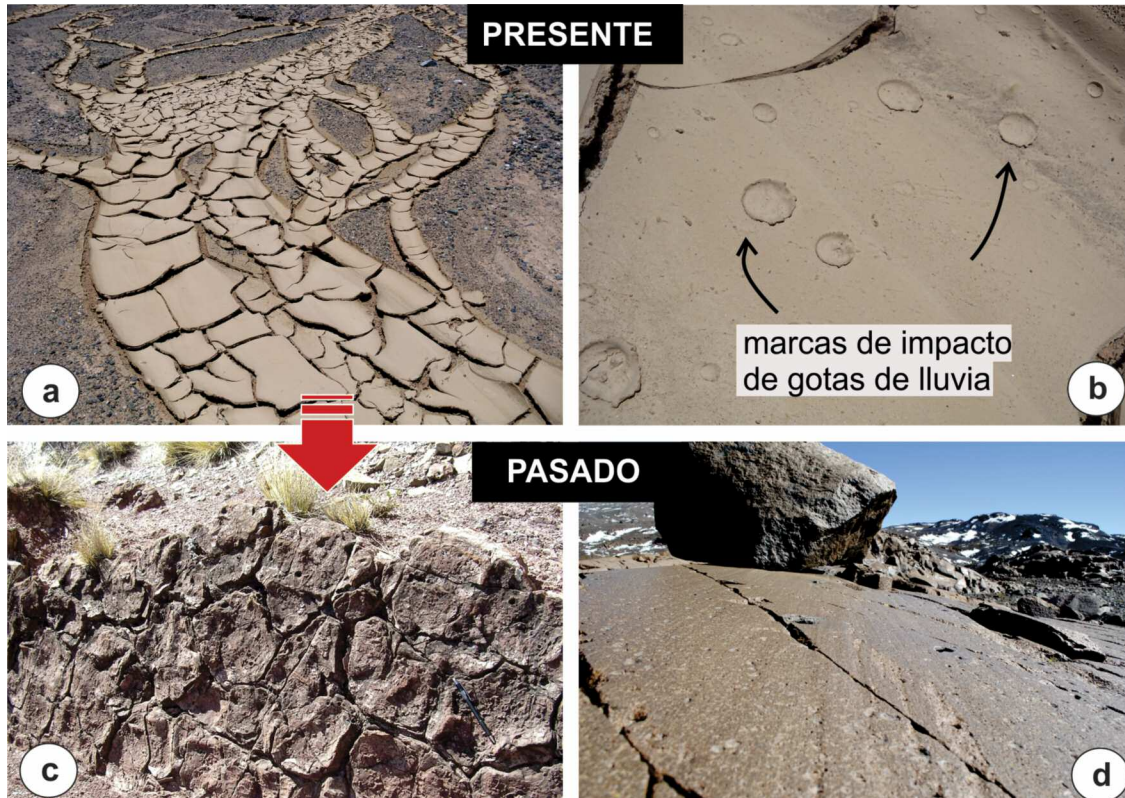 PRESENTE
marcas de impacto
de gotas de lluvia
a
b
PASADO
c
d